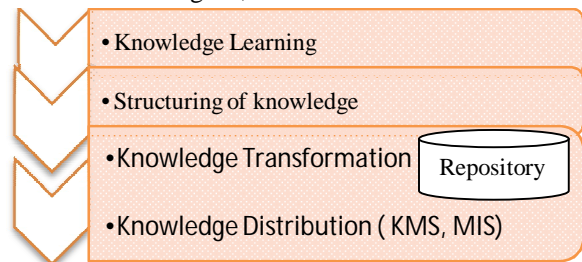 • Knowledge Learning
• Structuring of knowledge
•Knowledge Transformation
Repository
•Knowledge Distribution ( KMS, MIS)